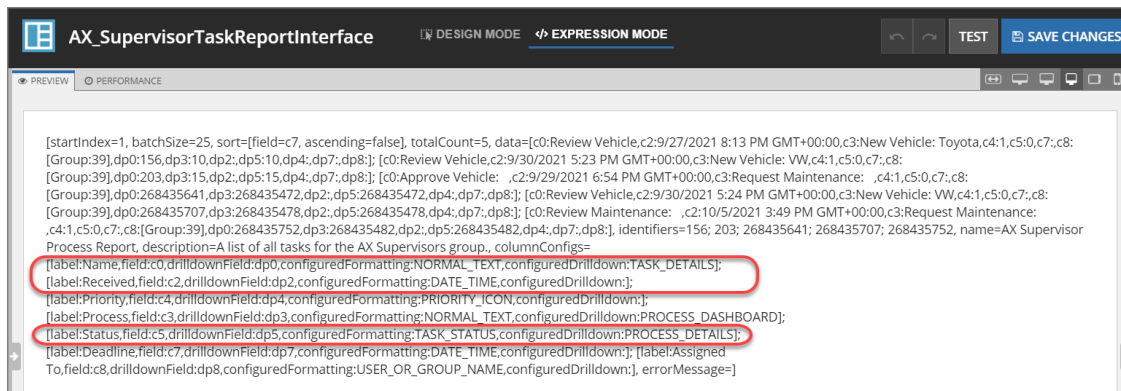 AX_SupervisorTaskReportInterface
DESIGN MODE
</> EXPRESSION MODE
TEST
SAVE CHANGES
PREVIEW
PERFORMANCE
[startIndex=1, batchSize=25, sort=[field=c7, ascending=false], totalCount=5, data=[c0:Review Vehicle,c2:9/27/2021 8:13 PM GMT+00:00,c3:New Vehicle: Toyota,c4:1,c5:0,c7:,c8:
[Group:39],dp0:156,dp3:10,dp2:,dp5:10,dp4:,dp7:,dp8:]; [c0:Review Vehicle,c2:9/30/2021 5:23 PM GMT+00:00,c3:New Vehicle: VW,c4:1,c5:0,c7:,c8:
[Group:39],dp0:203,dp3:15,dp2:,dp5:15,dp4:,dp7:,dp8:]; [c0:Approve Vehicle: ,c2:9/29/2021 6:54 PM GMT+00:00,c3:Request Maintenance: ,c4:1,c5:0,c7:,c8:
[Group:39],dp0:268435641,dp3:268435472,dp2:,dp5:268435472,dp4:,dp7:,dp8:]; [c0:Review Vehicle,c2:9/30/2021 5:24 PM GMT+00:00,c3:New Vehicle: VW,c4:1,c5:0,c7:,c8:
[Group:39],dp0:268435707,dp3:268435478,dp2:,dp5:268435478,dp4:,dp7:,dp8:]; [c0:Review Maintenance: ,c2:10/5/2021 3:49 PM GMT+00:00,c3:Request Maintenance:
,c4:1,c5:0,c7:,c8:[Group:39],dp0:268435752,dp3:268435482,dp2:,dp5:268435482,dp4:,dp7:,dp8:], identifiers=156; 203; 268435641; 268435707; 268435752, name=AX Supervisor
Process Report, description=A list of all tasks for the AX Supervisors group., columnConfigs=
[label:Name,field:c0,drilldownField:dp0,configuredFormatting:NORMAL_TEXT,configuredDrilldown:TASK_DETAILS];
[label:Received,field:c2,drilldownField:dp2,configuredFormatting:DATE_TIME,configuredDrilldown:];
[label:Priority,field:c4,drilldownField:dp4,configuredFormatting:PRIORITY_ICON,configuredDrilldown:];
[label:Process,field:c3,drilldownField:dp3,configuredFormatting:NORMAL_TEXT,configuredDrilldown:PROCESS_DASHBOARD];
[label:Status,field:c5,drilldownField:dp5,configuredFormatting:TASK_STATUS,configuredDrilldown:PROCESS_DETAILS];
[label:Deadline,field:c7,drilldownField:dp7,configuredFormatting:DATE_TIME,configuredDrilldown:]; [label:Assigned
To,field:c8,drilldownField:dp8,configuredFormatting:USER_OR_GROUP_NAME,configuredDrilldown:], errorMessage=]